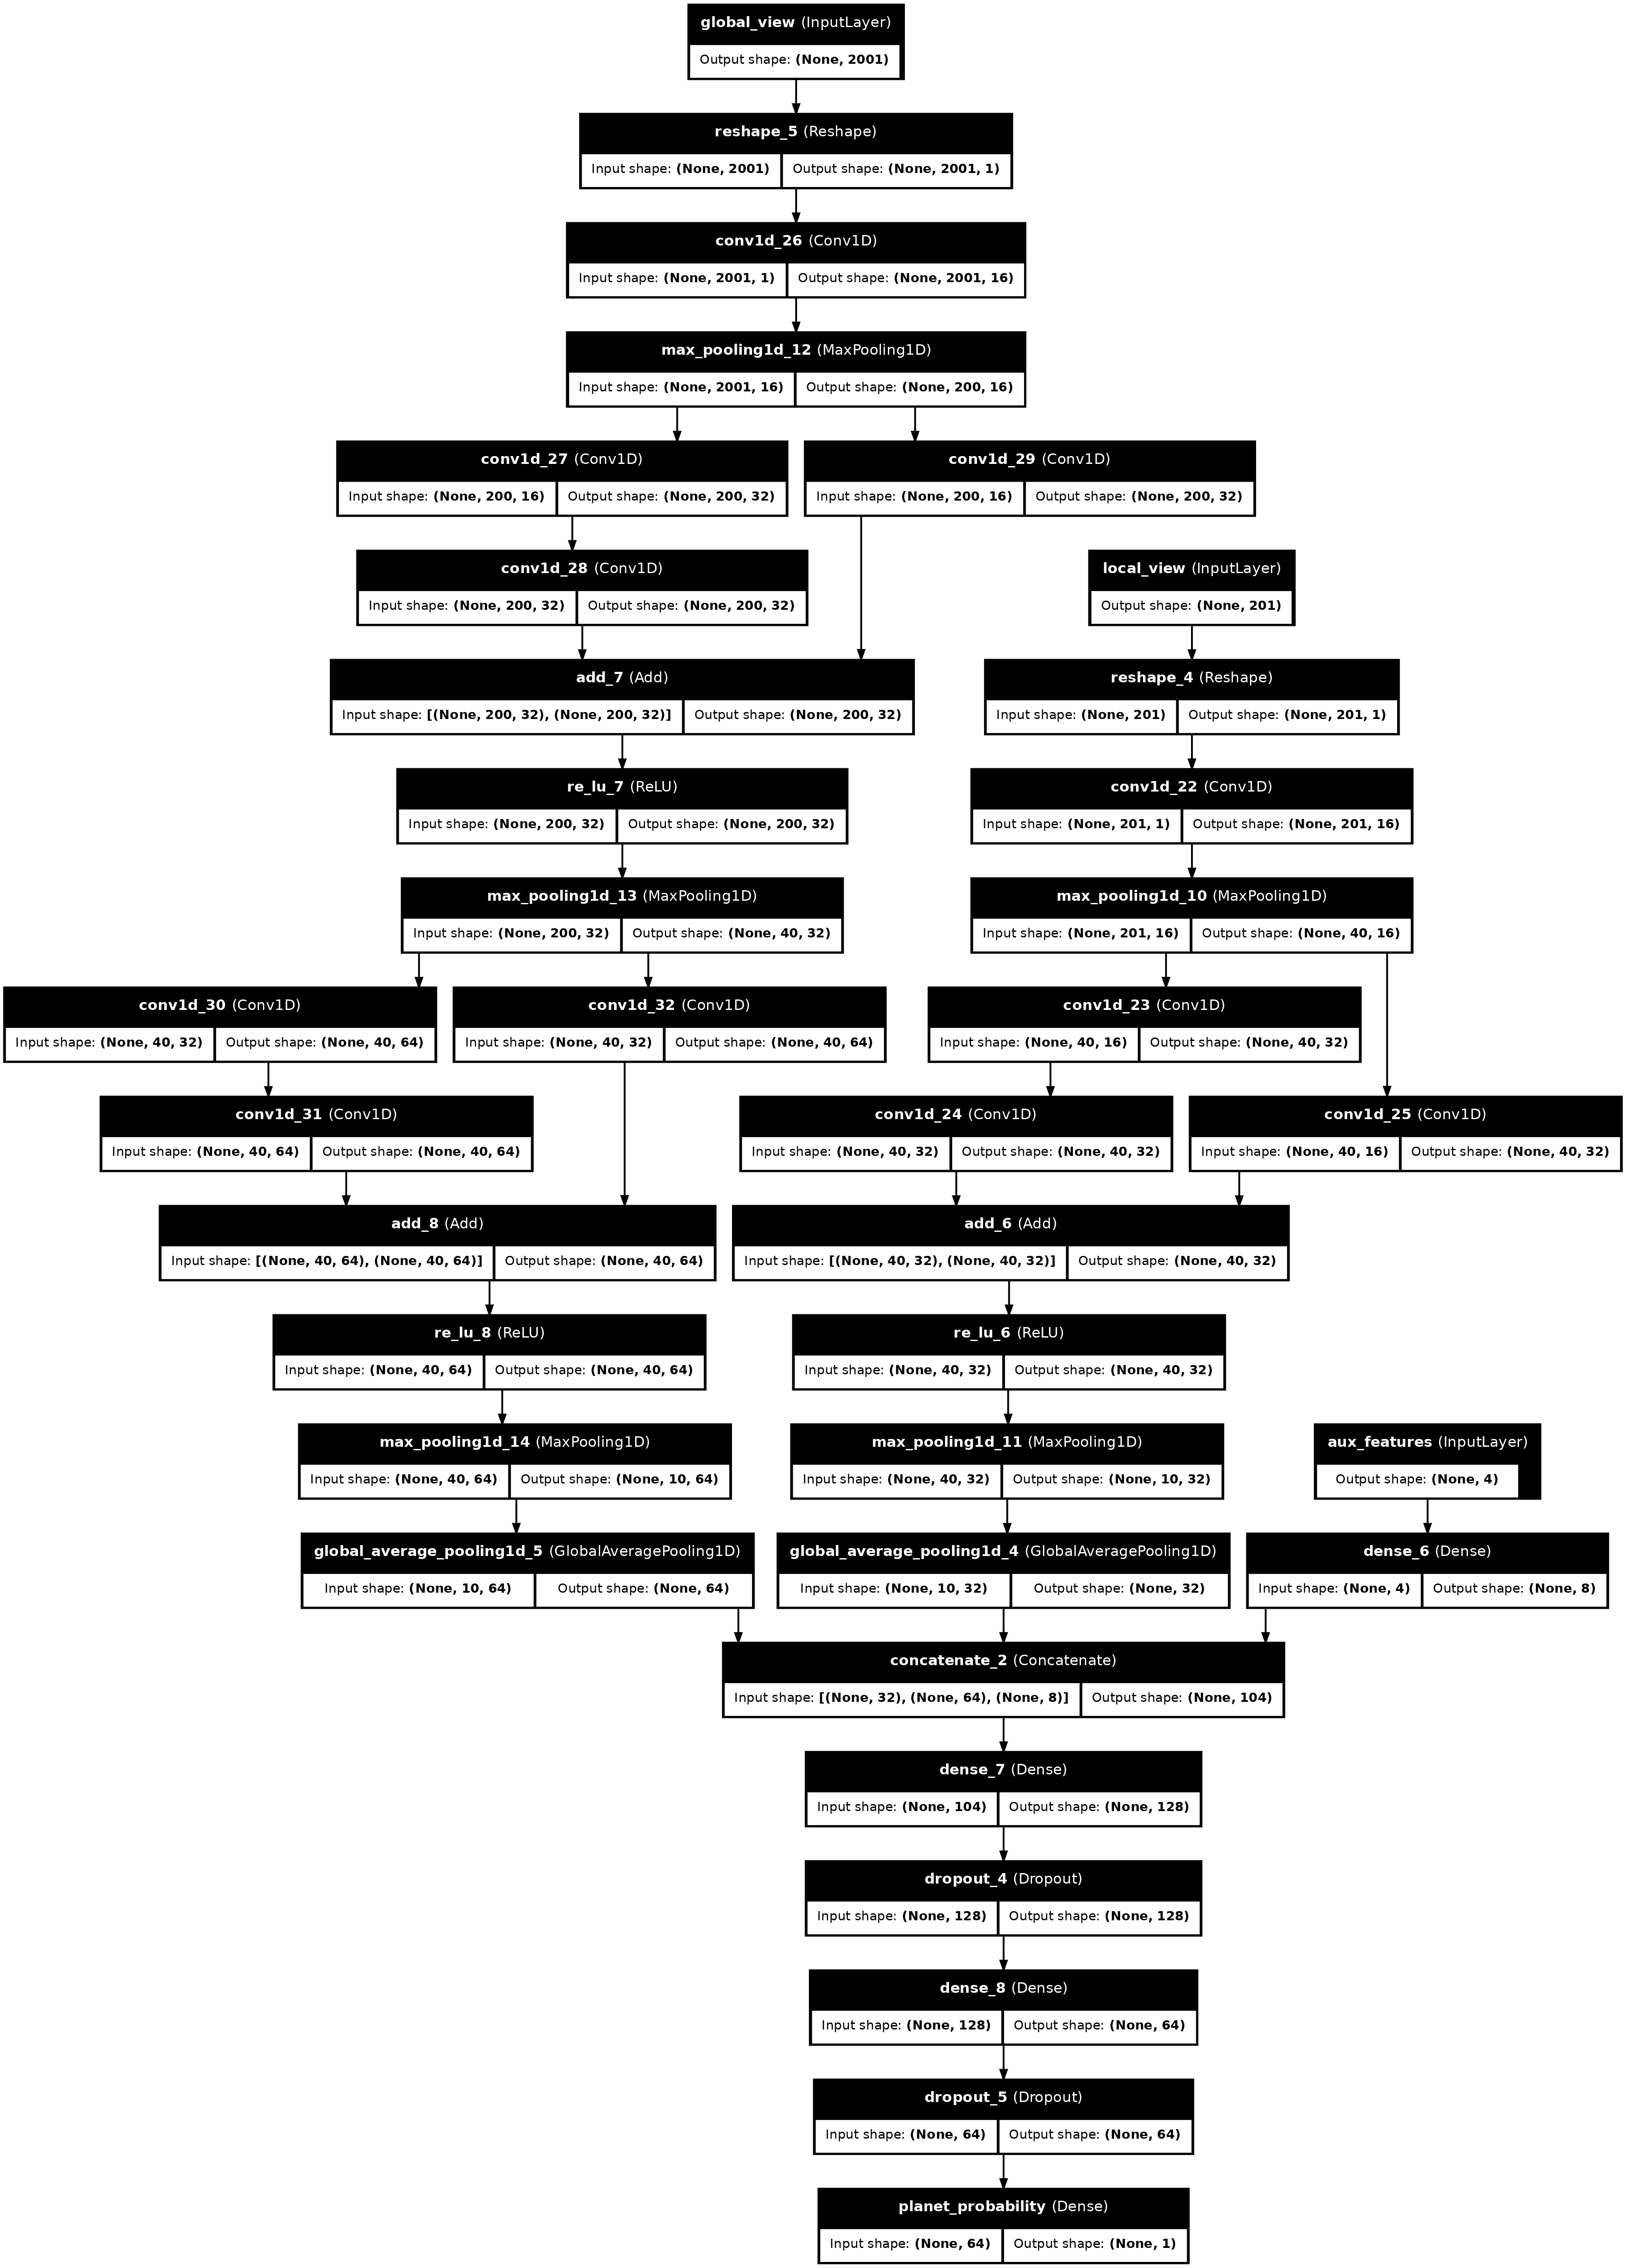 global_view (InputLayer)
Output shape: (None, 2001)
reshape_5 (Reshape)
Input shape: (None, 2001) Output shape: (None, 2001, 1)
conv1d_26 (Conv1D)
Input shape: (None, 2001, 1) Output shape: (None, 2001, 16)
max_pooling1d_12 (MaxPooling1D)
Input shape: (None, 2001, 16) Output shape: (None, 200, 16)
conv1d_27 (Conv1D) conv1d_29 (Conv1D)
Input shape: (None, 200, 16) Output shape: (None, 200, 32) Input shape: (None, 200, 16) Output shape: (None, 200, 32)
conv1d_28 (Conv1D) local_view (InputLayer)
Input shape: (None, 200, 32) Output shape: (None, 200, 32) Output shape: (None, 201)
add_7 (Add) reshape_4 (Reshape)
Input shape: [(None, 200, 32), (None, 200, 32)] Output shape: (None, 200, 32) Input shape: (None, 201) Output shape: (None, 201, 1)
re_lu_7 (ReLU) conv1d_22 (Conv1D)
Input shape: (None, 200, 32) Output shape: (None, 200, 32) Input shape: (None, 201, 1) Output shape: (None, 201, 16)
max_pooling1d_13 (MaxPooling1D) max_pooling1d_10 (MaxPooling1D)
Input shape: (None, 200, 32) Output shape: (None, 40, 32) Input shape: (None, 201, 16) Output shape: (None, 40, 16)
conv1d_30 (Conv1D) conv1d_32 (Conv1D) conv1d_23 (Conv1D)
Input shape: (None, 40, 32) Output shape: (None, 40, 64) Input shape: (None, 40, 32) Output shape: (None, 40, 64) Input shape: (None, 40, 16) Output shape: (None, 40, 32)
conv1d_31 (Conv1D) conv1d_24 (Conv1D) conv1d_25 (Conv1D)
Input shape: (None, 40, 64) Output shape: (None, 40, 64) Input shape: (None, 40, 32) Output shape: (None, 40, 32) Input shape: (None, 40, 16) Output shape: (None, 40, 32)
add_8 (Add) add_6 (Add)
Input shape: [(None, 40, 64), (None, 40, 64)] Output shape: (None, 40, 64) Input shape: [(None, 40, 32), (None, 40, 32)] Output shape: (None, 40, 32)
re_lu_8 (ReLU) re_lu_6 (ReLU)
Input shape: (None, 40, 64) Output shape: (None, 40, 64) Input shape: (None, 40, 32) Output shape: (None, 40, 32)
max_pooling1d_14 (MaxPooling1D) max_pooling1d_11 (MaxPooling1D) aux_features (InputLayer)
Input shape: (None, 40, 64) Output shape: (None, 10, 64) Input shape: (None, 40, 32) Output shape: (None, 10, 32) Output shape: (None, 4)
global_average_pooling1d_5 (GlobalAveragePooling1D) global_average_pooling1d_4 (GlobalAveragePooling1D) dense_6 (Dense)
Input shape: (None, 10, 64) Output shape: (None, 64) Input shape: (None, 10, 32) Output shape: (None, 32) Input shape: (None, 4) Output shape: (None, 8)
concatenate_2 (Concatenate)
Input shape: [(None, 32), (None, 64), (None, 8)] Output shape: (None, 104)
dense_7 (Dense)
Input shape: (None, 104) Output shape: (None, 128)
dropout_4 (Dropout)
Input shape: (None, 128) Output shape: (None, 128)
dense_8 (Dense)
Input shape: (None, 128) Output shape: (None, 64)
dropout_5 (Dropout)
Input shape: (None, 64) Output shape: (None, 64)
planet_probability (Dense)
Input shape: (None, 64) Output shape: (None, 1)